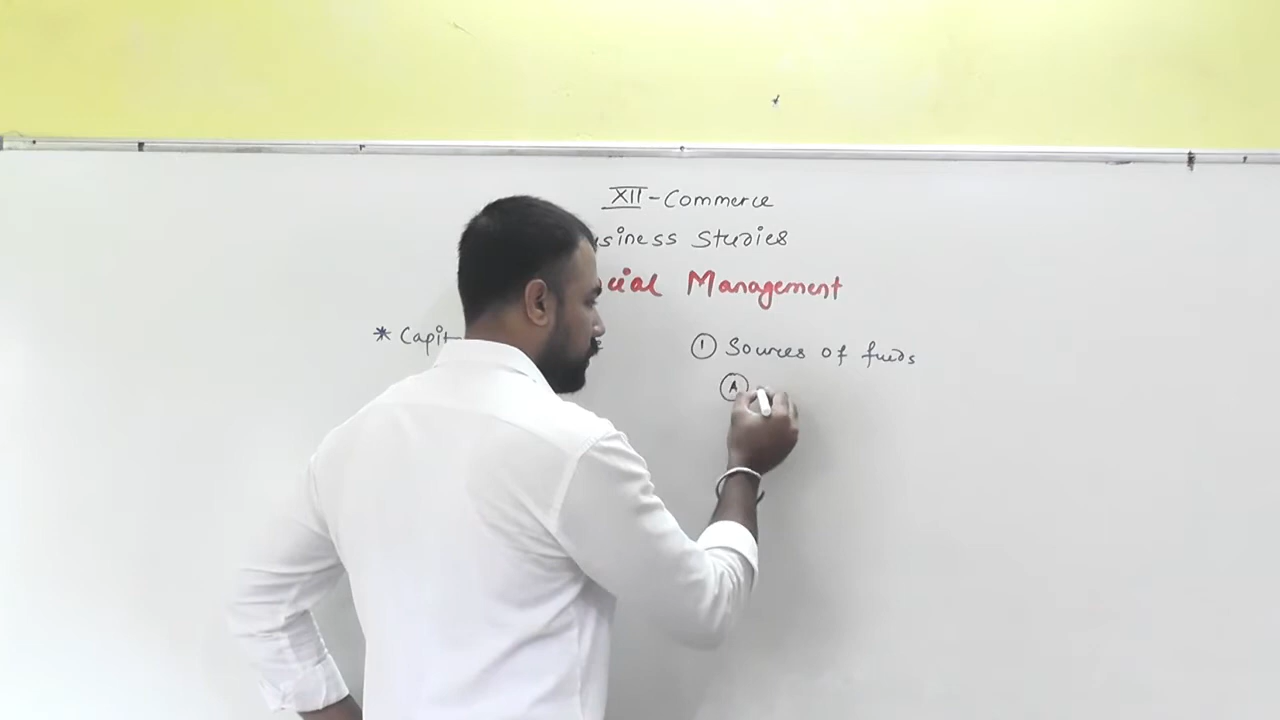 XII - Commerce
usiness Studies
cial Management
* Capit
① Sources of funds
Ⓐ